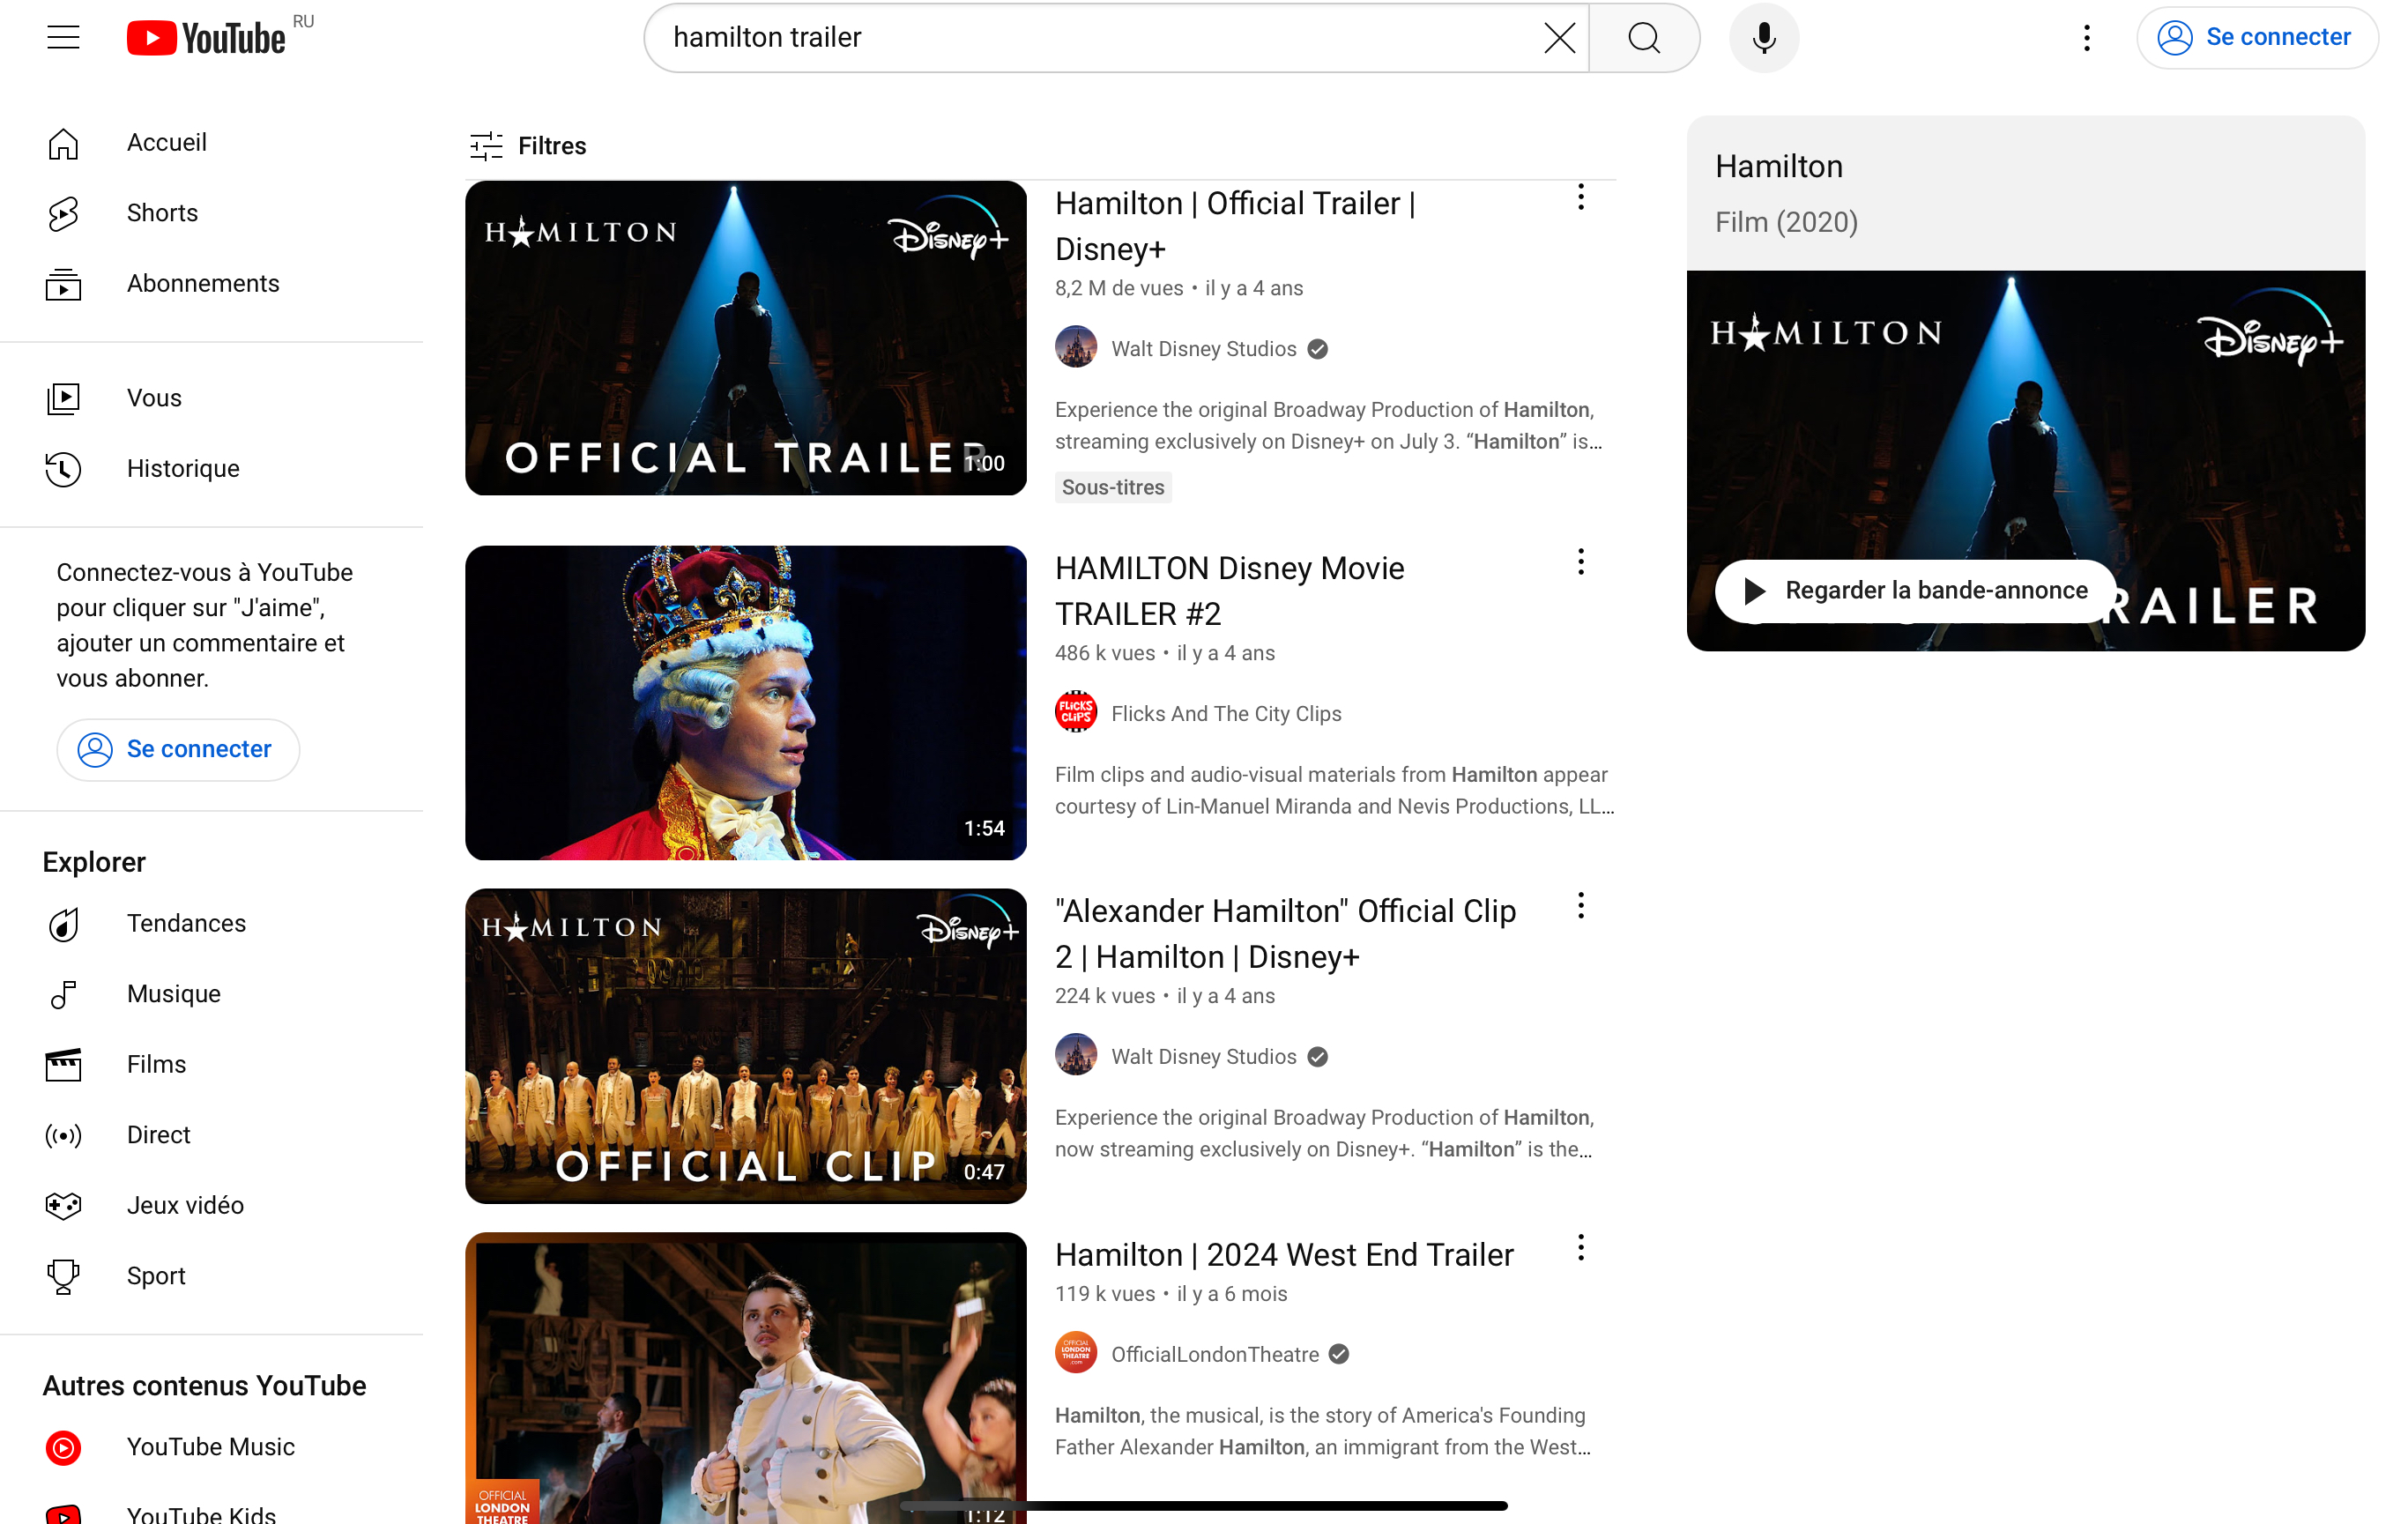 YouTube RU
hamilton trailer
Se connecter
Accueil
Shorts
Abonnements
Vous
Historique
Connectez-vous à YouTube
pour cliquer sur "J'aime",
ajouter un commentaire et
vous abonner.
Se connecter
Explorer
Tendances
Musique
Films
Direct
Jeux vidéo
Sport
Autres contenus YouTube
YouTube Music
YouTube Kids
Filtres
HAMILTON
Disney+
OFFICIAL TRAILER
1:00
Hamilton | Official Trailer |
Disney+
8,2 M de vues • il y a 4 ans
Walt Disney Studios
Experience the original Broadway Production of Hamilton,
streaming exclusively on Disney+ on July 3. “Hamilton” is...
Sous-titres
1:54
HAMILTON Disney Movie
TRAILER #2
486 k vues • il y a 4 ans
FLICKS
CLIPS
Flicks And The City Clips
Film clips and audio-visual materials from Hamilton appear
courtesy of Lin-Manuel Miranda and Nevis Productions, LL...
HAMILTON
Disney+
OFFICIAL CLIP
0:47
"Alexander Hamilton" Official Clip
2 | Hamilton | Disney+
224 k vues • il y a 4 ans
Walt Disney Studios
Experience the original Broadway Production of Hamilton,
now streaming exclusively on Disney+. “Hamilton” is the...
OFFICIAL
LONDON
THEATRE
1:12
Hamilton | 2024 West End Trailer
119 k vues • il y a 6 mois
OFFICIAL
LONDON
THEATRE
.COM
OfficialLondonTheatre
Hamilton, the musical, is the story of America's Founding
Father Alexander Hamilton, an immigrant from the West...
Hamilton
Film (2020)
HAMILTON
Disney+
Regarder la bande-annonce
RAILER